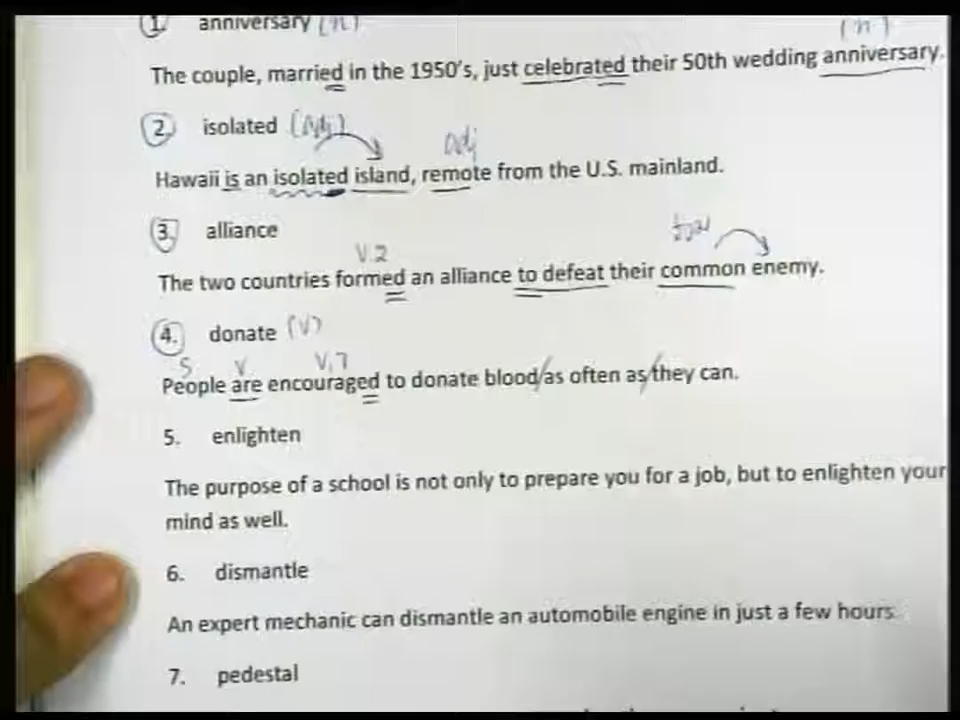 1. anniversary (n)
(n)
The couple, married in the 1950's, just celebrated their 50th wedding anniversary.
2. isolated (adj)
adj
Hawaii is an isolated island, remote from the U.S. mainland.
3. alliance
V.2
The two countries formed an alliance to defeat their common enemy.
4. donate (V)
S V V.3
People are encouraged to donate blood/as often as/they can.
5. enlighten
The purpose of a school is not only to prepare you for a job, but to enlighten your
mind as well.
6. dismantle
An expert mechanic can dismantle an automobile engine in just a few hours.
7. pedestal